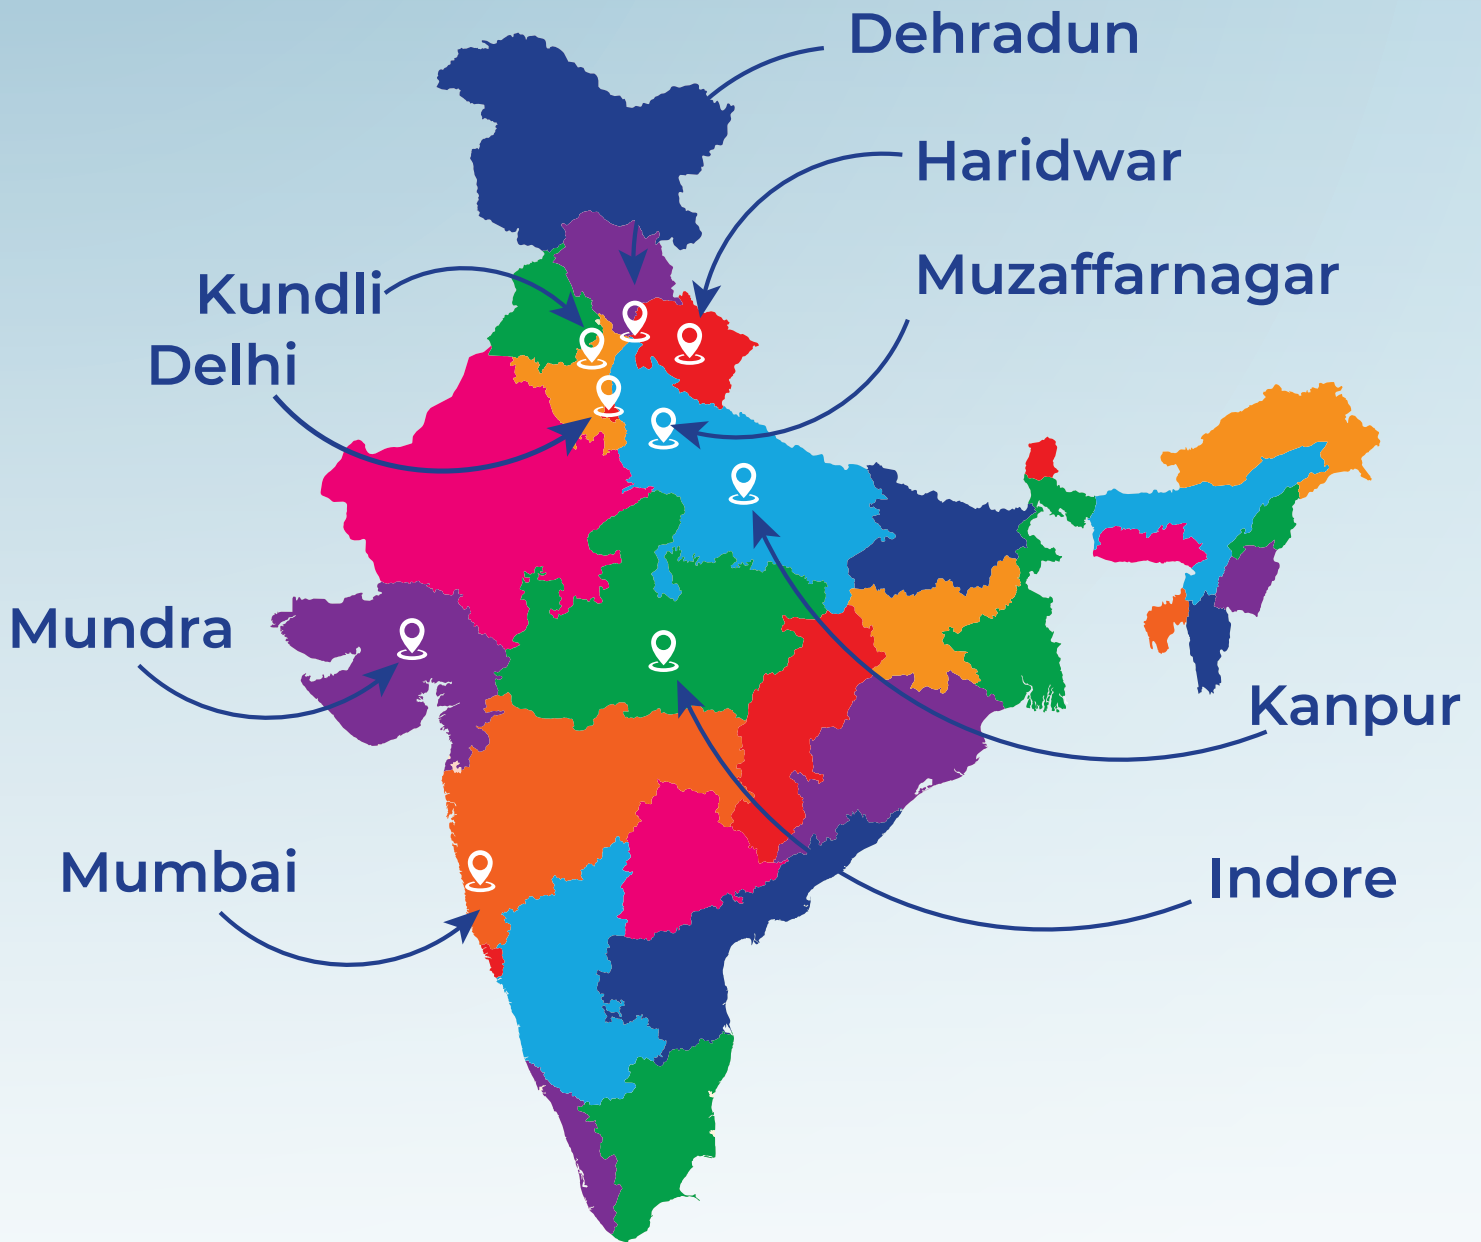 Dehradun
Haridwar
Muzaffarnagar
Kundli
Delhi
Mundra
Kanpur
Mumbai
Indore